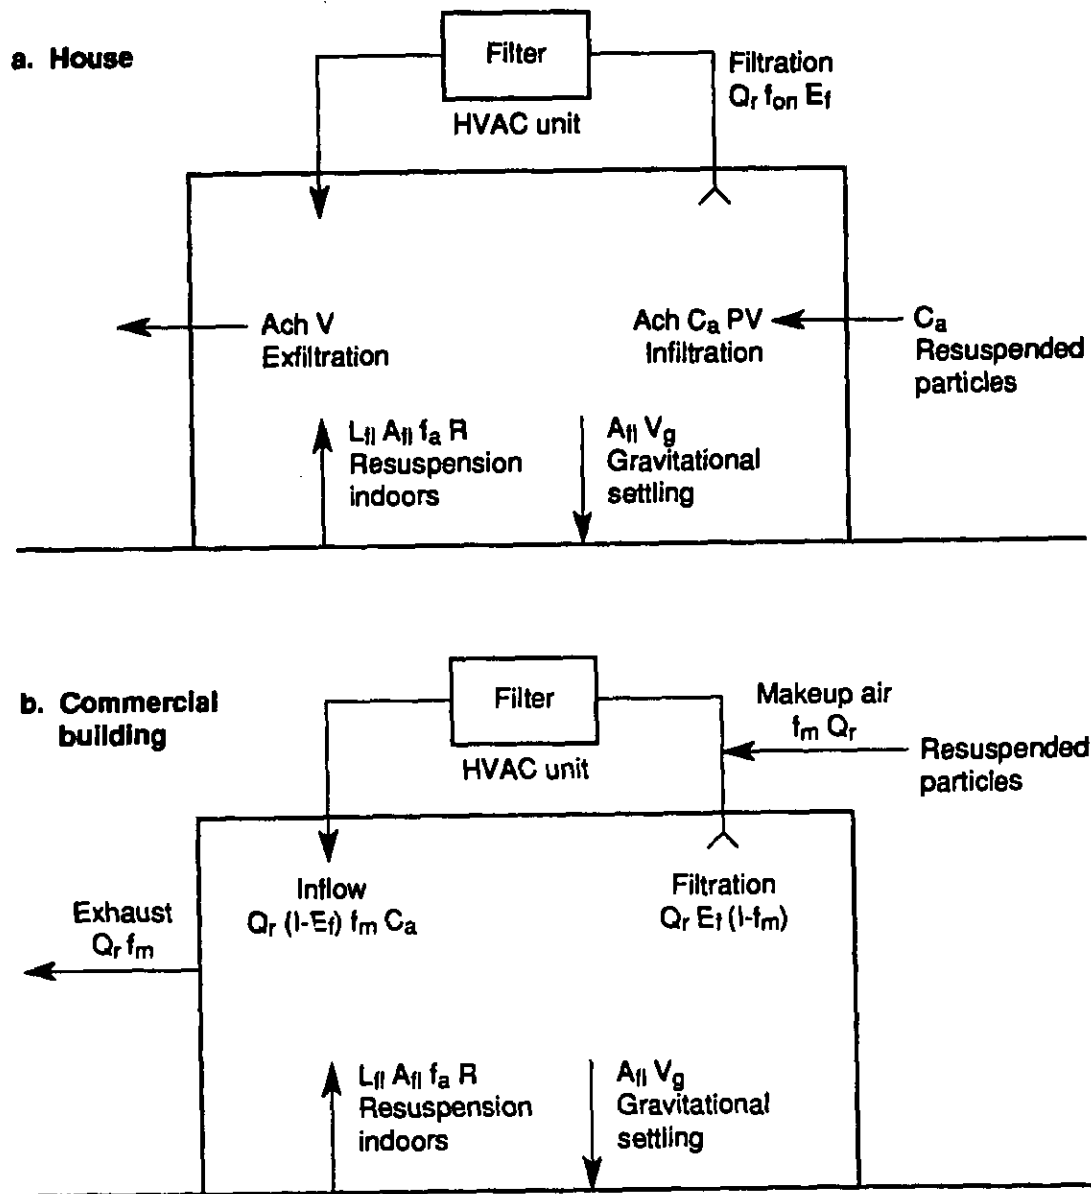 a. House
Filter
HVAC unit
Filtration
Qr fon Ef
Ach V
Exfiltration
Ach Ca PV
Infiltration
Ca
Resuspended
particles
Lfl Afl fa R
Resuspension
indoors
Afl Vg
Gravitational
settling
b. Commercial
building
Filter
HVAC unit
Makeup air
fm Qr
Resuspended
particles
Inflow
Qr (I-Ef) fm Ca
Filtration
Qr Ef (I-fm)
Exhaust
Qr fm
Lfl Afl fa R
Resuspension
indoors
Afl Vg
Gravitational
settling